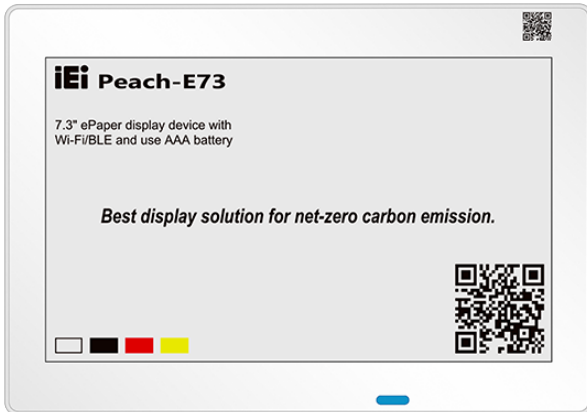 iEi Peach-E73
7.3" ePaper display device with
Wi-Fi/BLE and use AAA battery
Best display solution for net-zero carbon emission.